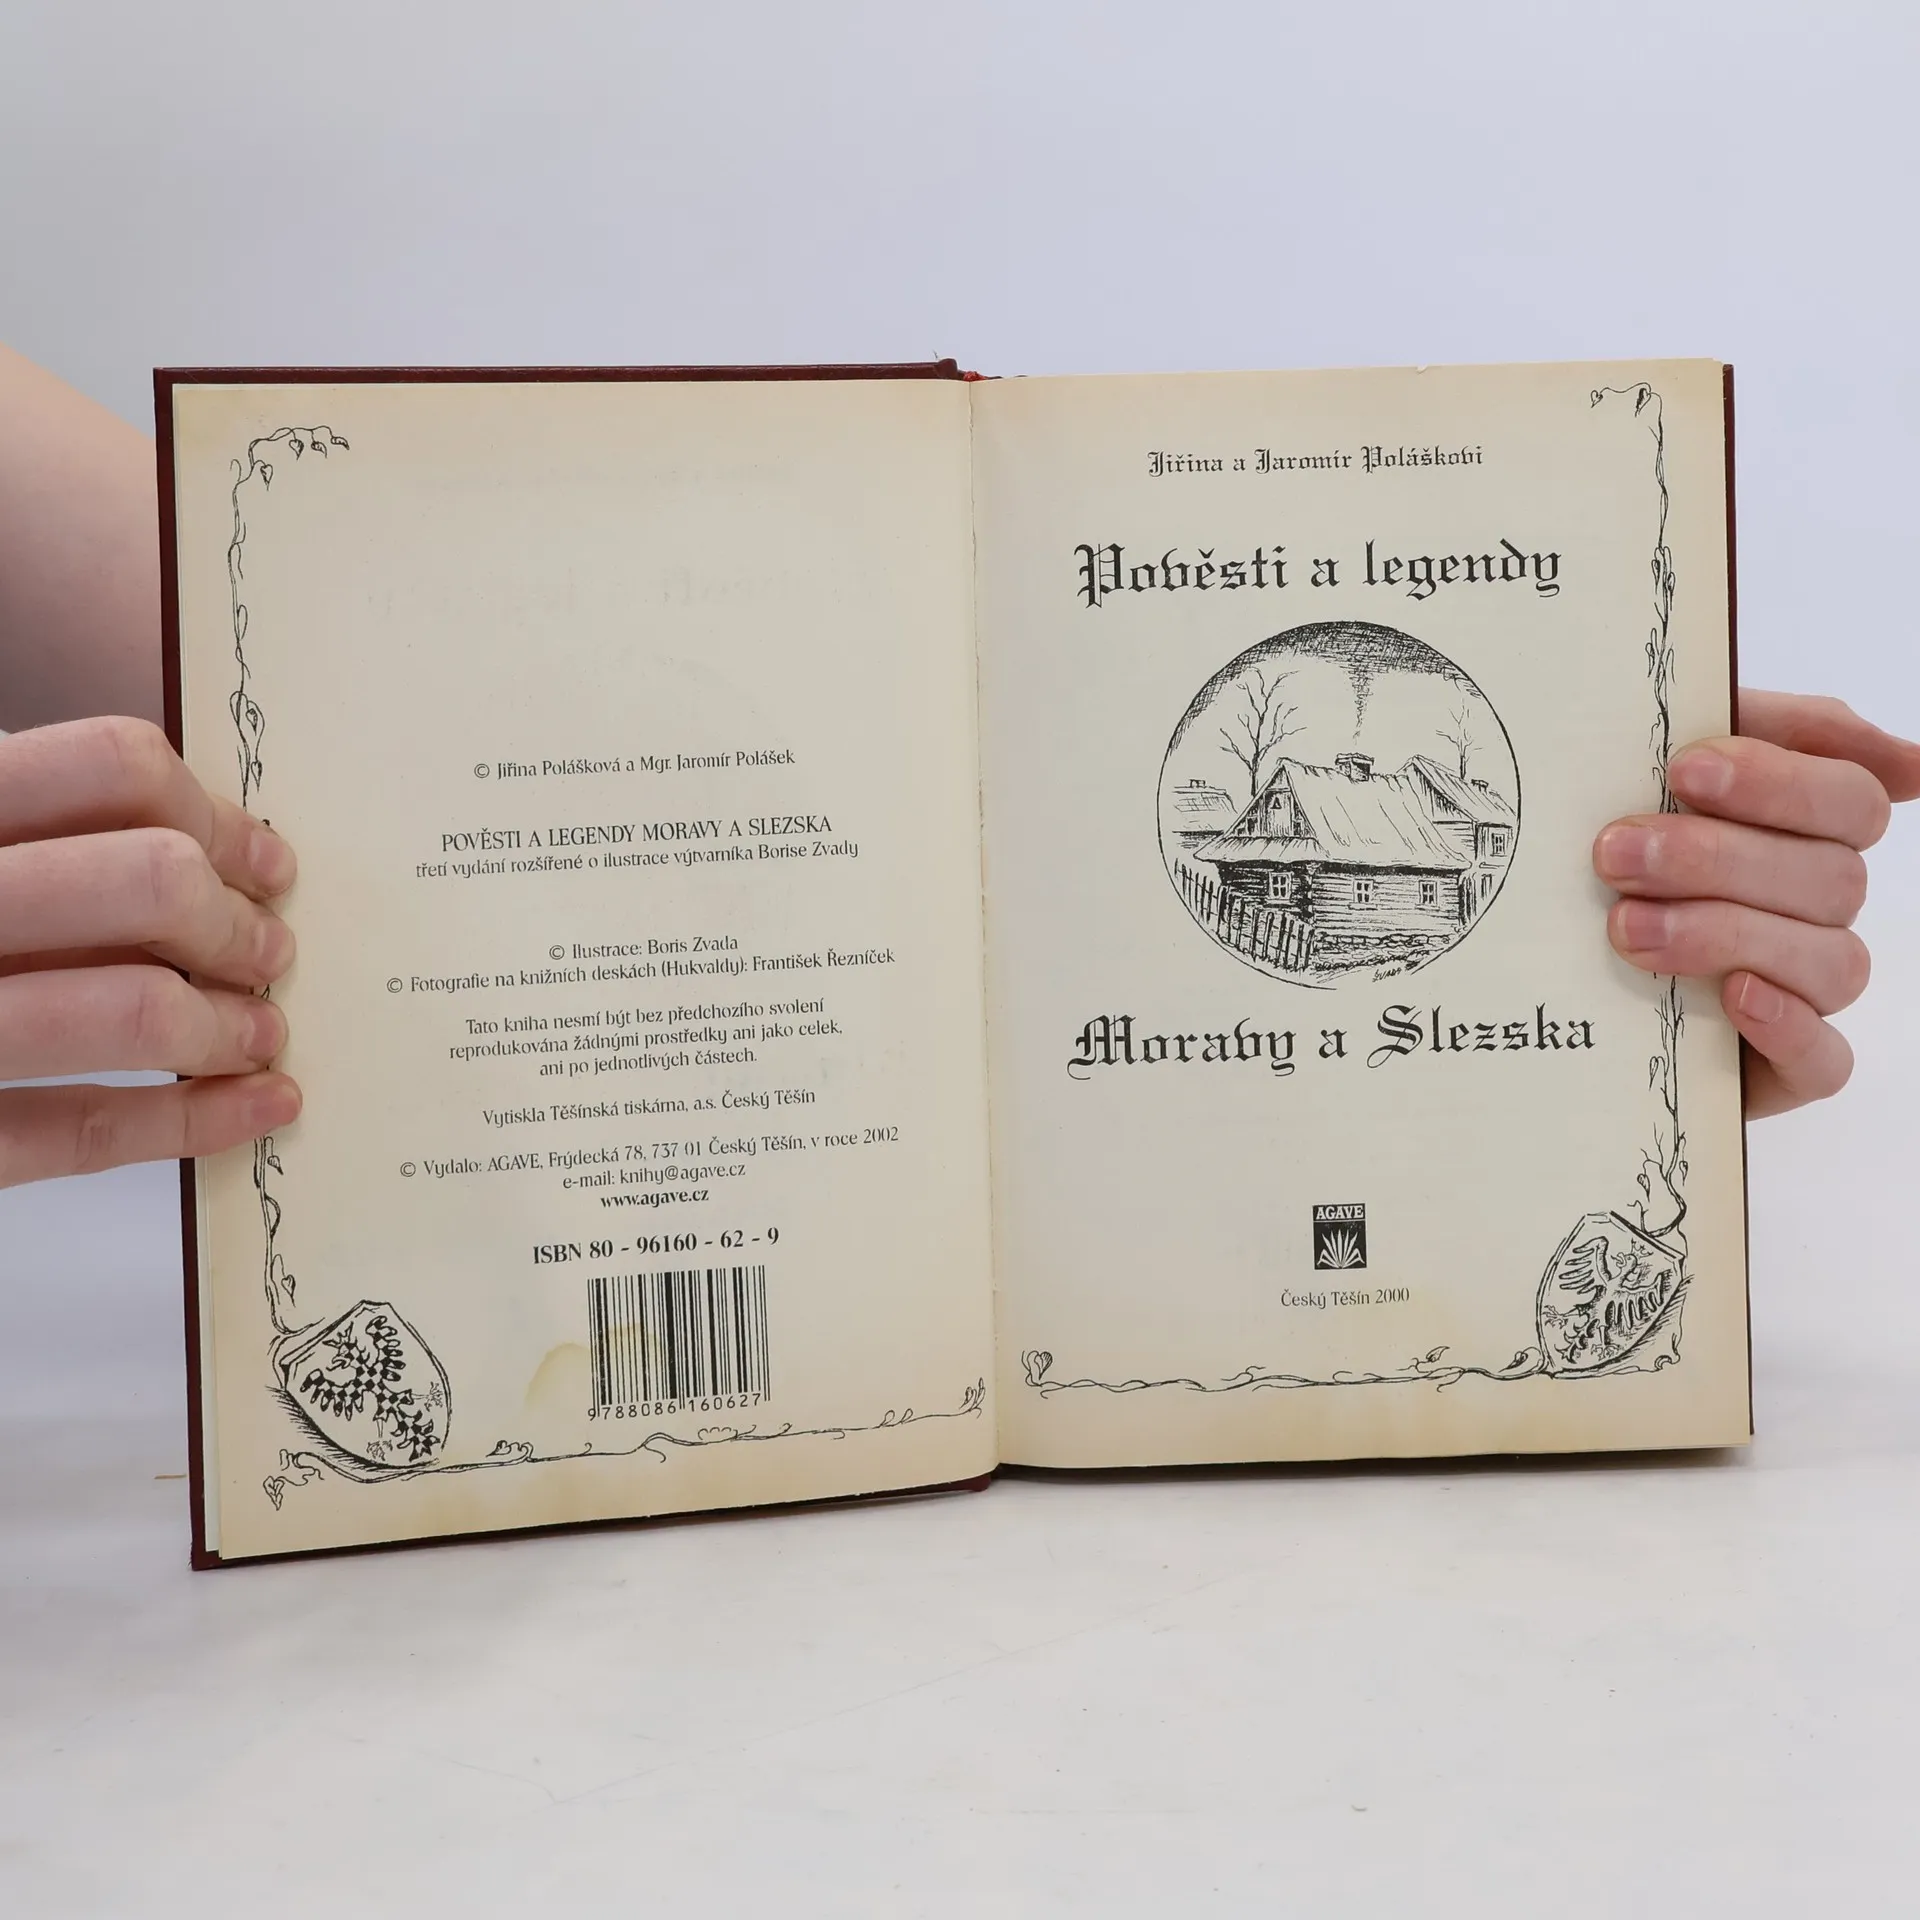 © Jiřina Polášková a Mgr. Jaromír Polášek
POVĚSTI A LEGENDY MORAVY A SLEZSKA
třetí vydání rozšířené o ilustrace výtvarníka Borise Zvady
© Ilustrace: Boris Zvada
© Fotografie na knižních deskách (Hukvaldy): František Řezníček
Tato kniha nesmí být bez předchozího svolení
reprodukována žádnými prostředky ani jako celek,
ani po jednotlivých částech.
Vytiskla Těšínská tiskárna, a.s. Český Těšín
© Vydalo: AGAVE, Frýdecká 78, 737 01 Český Těšín, v roce 2002
e-mail: knihy@agave.cz
www.agave.cz
ISBN 80 - 96160 - 62 - 9
9788086160627
Jiřina a Jaromír Poláškovi
Pověsti a legendy
Moravy a Slezska
AGAVE
Český Těšín 2000